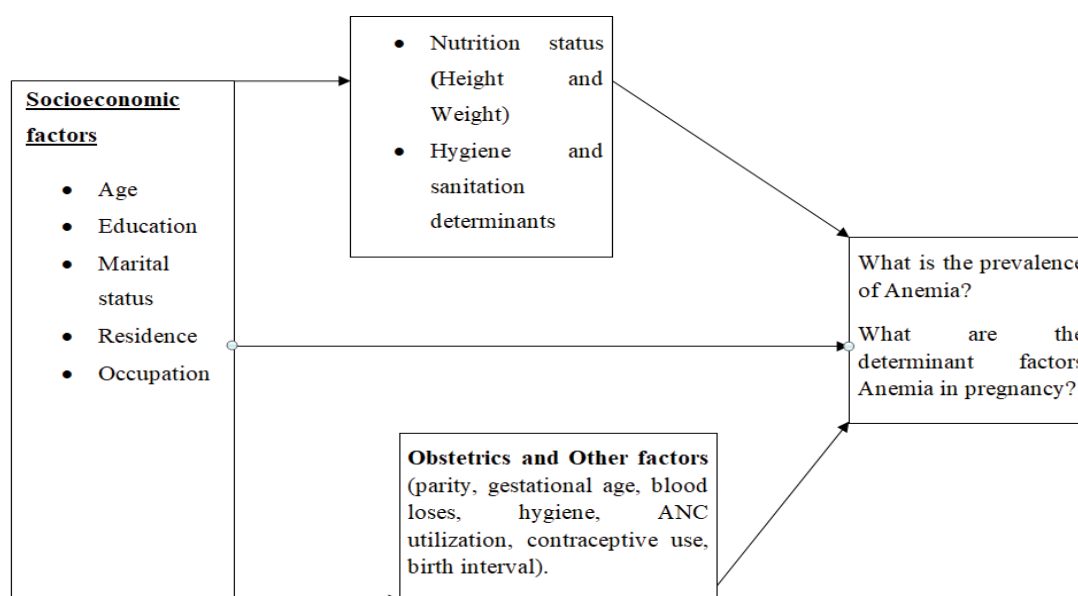 Socioeconomic
factors
● Age
● Education
● Marital
status
● Residence
● Occupation
● Nutrition status
(Height and
Weight)
● Hygiene and
sanitation
determinants
Obstetrics and Other factors
(parity, gestational age, blood
loses, hygiene, ANC
utilization, contraceptive use,
birth interval).
What is the prevalence
of Anemia?
What are the
determinant factors
Anemia in pregnancy?